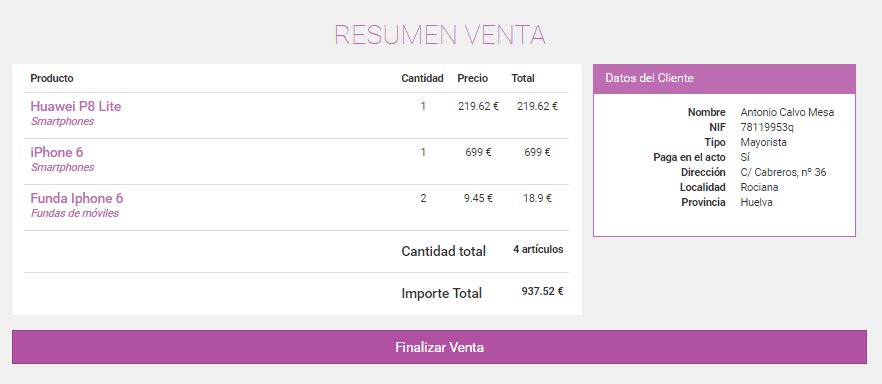 RESUMEN VENTA
Producto Cantidad Precio Total
Huawei P8 Lite 1 219.62 € 219.62 €
Smartphones
iPhone 6 1 699 € 699 €
Smartphones
Funda Iphone 6 2 9.45 € 18.9 €
Fundas de móviles
Cantidad total 4 artículos
Importe Total 937.52 €
Datos del Cliente
Nombre Antonio Calvo Mesa
NIF 78119953q
Tipo Mayorista
Paga en el acto Sí
Dirección C/ Cabreros, nº 36
Localidad Rociana
Provincia Huelva
Finalizar Venta